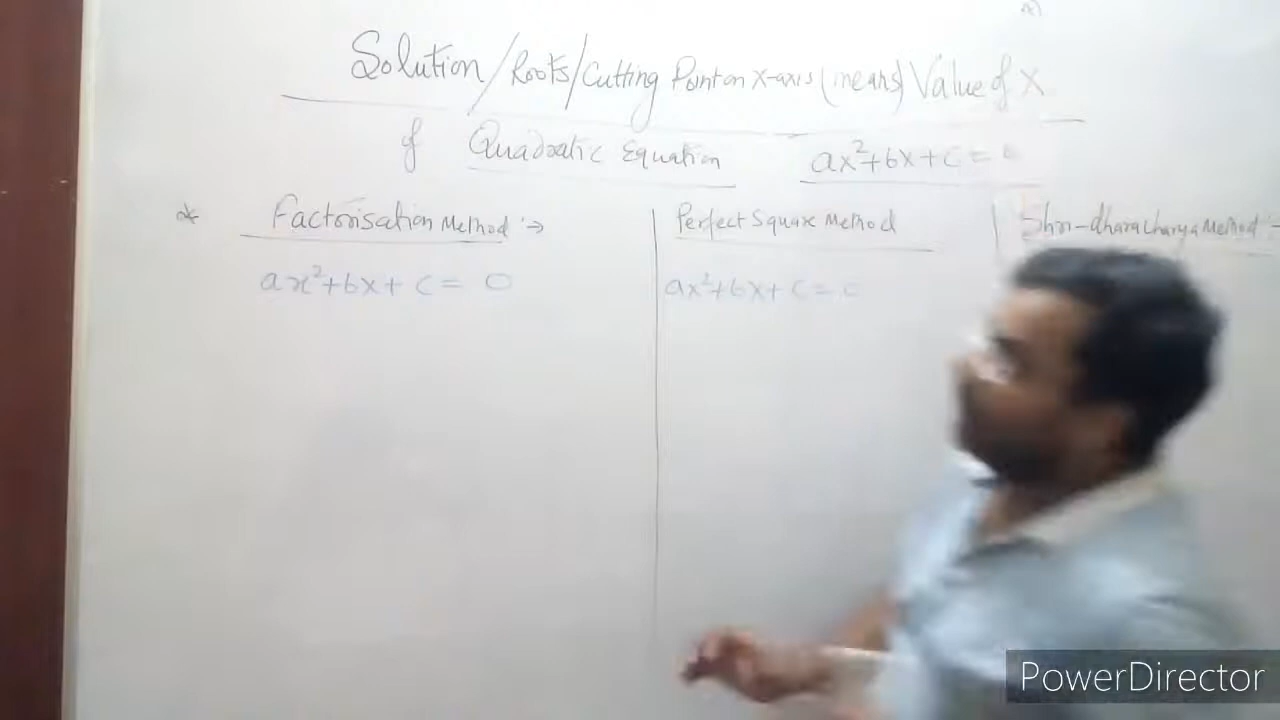 Solution/Roots/Cutting Point on X-axis (means) Value of X
of Quadratic Equation ax²+bx+c=0
* Factorisation Method :→
Perfect Square Method
Shri-dharacharya Method :-
ax²+bx+c=0
ax²+bx+c=0
PowerDirector